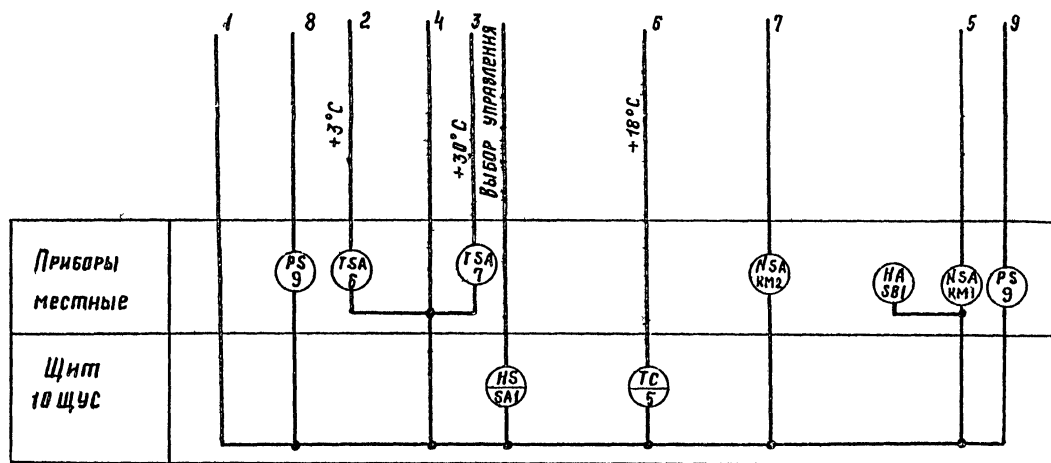 1 8 2 4 3 6 7 5 9
+3°С
+30°С
ВЫБОР УПРАВЛЕНИЯ
+18°С
Приборы
местные
PS
9
TSA
6
TSA
7
NSA
KM2
HA
SB1
NSA
KM1
PS
9
Щит
10 ЩУС
HS
SA1
TC
5